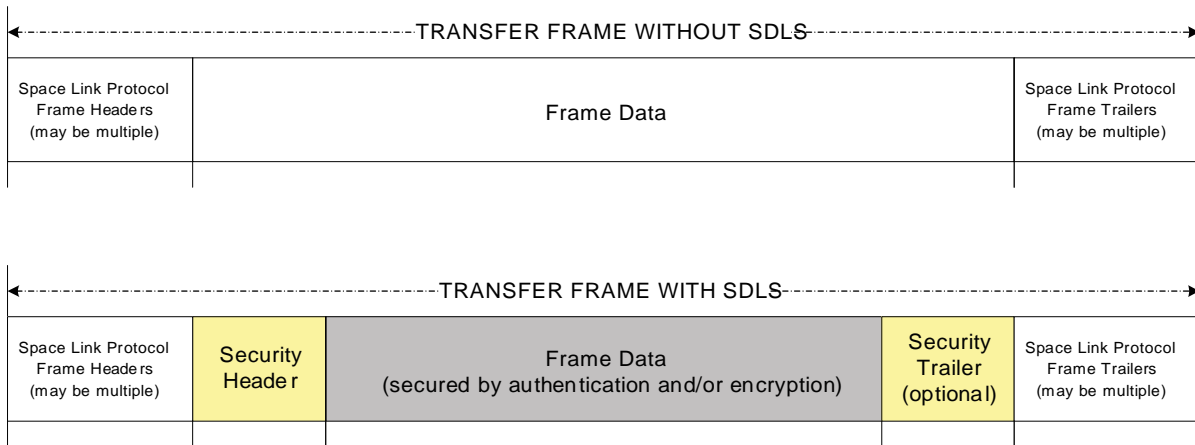 TRANSFER FRAME WITHOUT SDLS
Space Link Protocol
Frame Headers
(may be multiple)
Frame Data
Space Link Protocol
Frame Trailers
(may be multiple)
TRANSFER FRAME WITH SDLS
Space Link Protocol
Frame Headers
(may be multiple)
Security
Header
Frame Data
(secured by authentication and/or encryption)
Security
Trailer
(optional)
Space Link Protocol
Frame Trailers
(may be multiple)